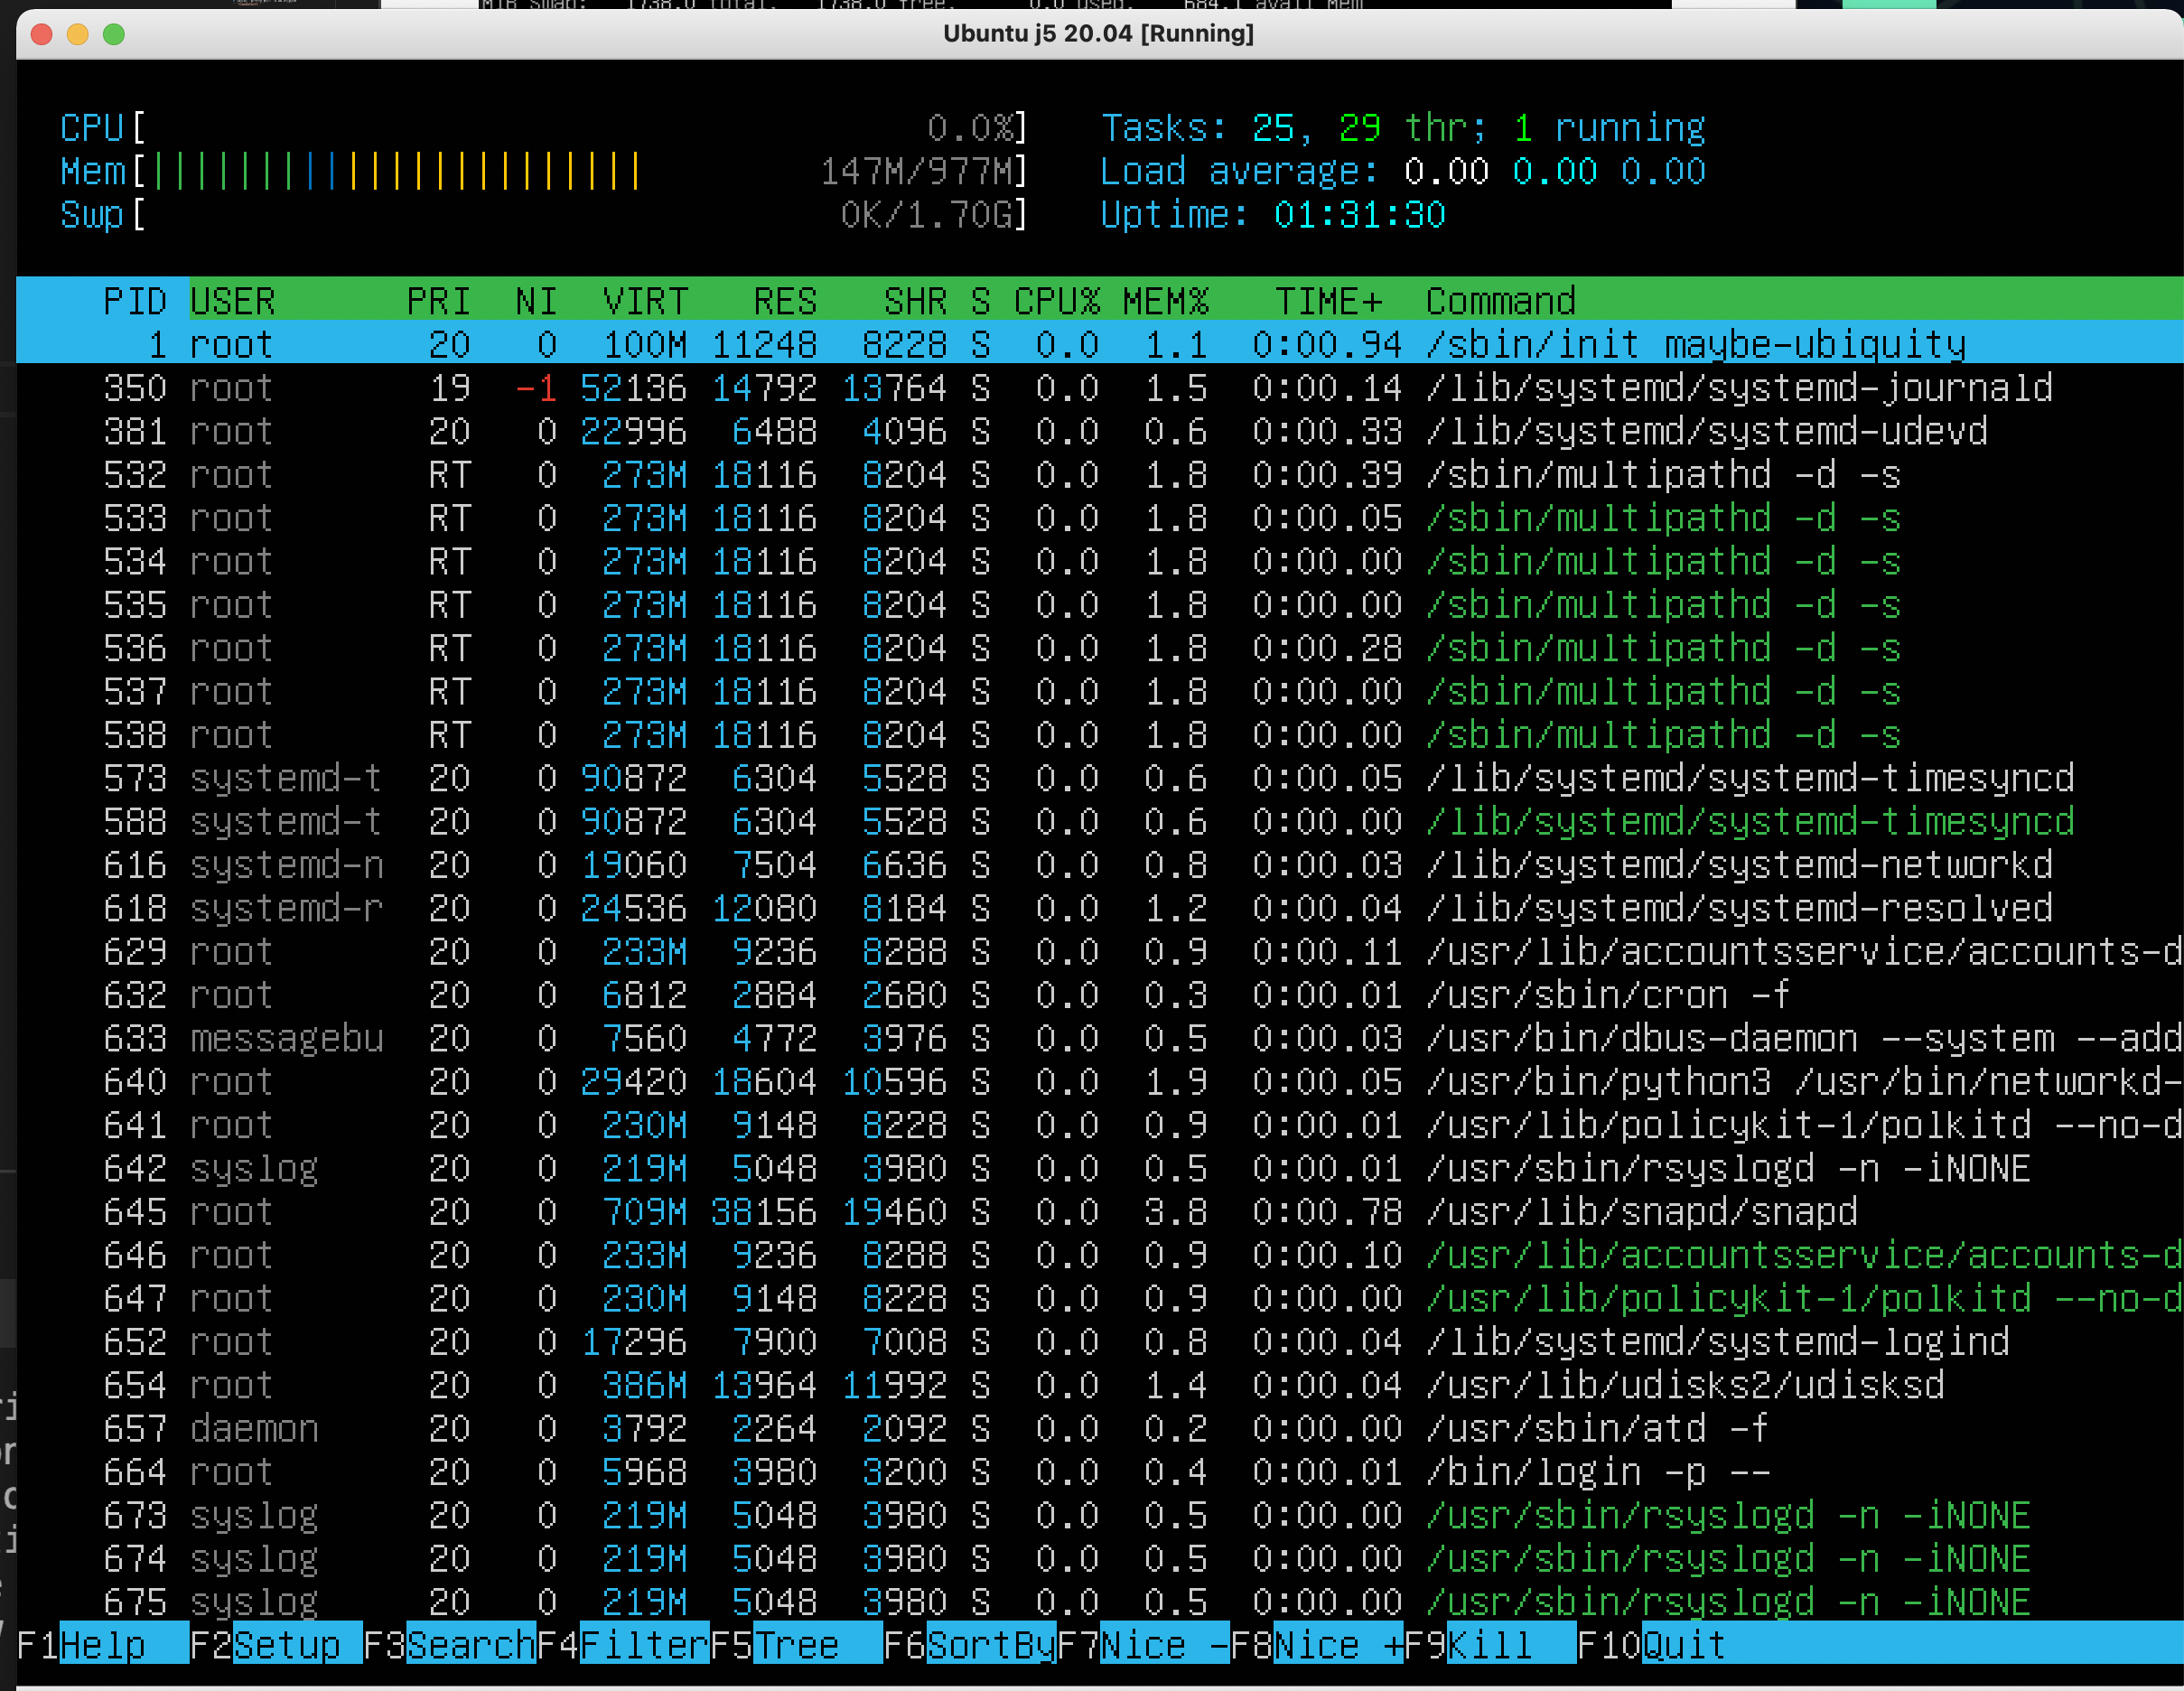 MiB Swap: 1738.0 total, 1738.0 free, 0.0 used. 684.1 avail Mem
Ubuntu j5 20.04 [Running]
CPU[ 0.0%] Tasks: 25, 29 thr; 1 running
Mem[||||||||||||||||||||||| 147M/977M] Load average: 0.00 0.00 0.00
Swp[ 0K/1.70G] Uptime: 01:31:30
PID USER PRI NI VIRT RES SHR S CPU% MEM% TIME+ Command
1 root 20 0 100M 11248 8228 S 0.0 1.1 0:00.94 /sbin/init maybe-ubiquity
350 root 19 -1 52136 14792 13764 S 0.0 1.5 0:00.14 /lib/systemd/systemd-journald
381 root 20 0 22996 6488 4096 S 0.0 0.6 0:00.33 /lib/systemd/systemd-udevd
532 root RT 0 273M 18116 8204 S 0.0 1.8 0:00.39 /sbin/multipathd -d -s
533 root RT 0 273M 18116 8204 S 0.0 1.8 0:00.05 /sbin/multipathd -d -s
534 root RT 0 273M 18116 8204 S 0.0 1.8 0:00.00 /sbin/multipathd -d -s
535 root RT 0 273M 18116 8204 S 0.0 1.8 0:00.00 /sbin/multipathd -d -s
536 root RT 0 273M 18116 8204 S 0.0 1.8 0:00.28 /sbin/multipathd -d -s
537 root RT 0 273M 18116 8204 S 0.0 1.8 0:00.00 /sbin/multipathd -d -s
538 root RT 0 273M 18116 8204 S 0.0 1.8 0:00.00 /sbin/multipathd -d -s
573 systemd-t 20 0 90872 6304 5528 S 0.0 0.6 0:00.05 /lib/systemd/systemd-timesyncd
588 systemd-t 20 0 90872 6304 5528 S 0.0 0.6 0:00.00 /lib/systemd/systemd-timesyncd
616 systemd-n 20 0 19060 7504 6636 S 0.0 0.8 0:00.03 /lib/systemd/systemd-networkd
618 systemd-r 20 0 24536 12080 8184 S 0.0 1.2 0:00.04 /lib/systemd/systemd-resolved
629 root 20 0 233M 9236 8288 S 0.0 0.9 0:00.11 /usr/lib/accountsservice/accounts-d
632 root 20 0 6812 2884 2680 S 0.0 0.3 0:00.01 /usr/sbin/cron -f
633 messagebu 20 0 7560 4772 3976 S 0.0 0.5 0:00.03 /usr/bin/dbus-daemon --system --add
640 root 20 0 29420 18604 10596 S 0.0 1.9 0:00.05 /usr/bin/python3 /usr/bin/networkd-
641 root 20 0 230M 9148 8228 S 0.0 0.9 0:00.01 /usr/lib/policykit-1/polkitd --no-d
642 syslog 20 0 219M 5048 3980 S 0.0 0.5 0:00.01 /usr/sbin/rsyslogd -n -iNONE
645 root 20 0 709M 38156 19460 S 0.0 3.8 0:00.78 /usr/lib/snapd/snapd
646 root 20 0 233M 9236 8288 S 0.0 0.9 0:00.10 /usr/lib/accountsservice/accounts-d
647 root 20 0 230M 9148 8228 S 0.0 0.9 0:00.00 /usr/lib/policykit-1/polkitd --no-d
652 root 20 0 17296 7900 7008 S 0.0 0.8 0:00.04 /lib/systemd/systemd-logind
654 root 20 0 386M 13964 11992 S 0.0 1.4 0:00.04 /usr/lib/udisks2/udisksd
657 daemon 20 0 3792 2264 2092 S 0.0 0.2 0:00.00 /usr/sbin/atd -f
664 root 20 0 5968 3980 3200 S 0.0 0.4 0:00.01 /bin/login -p --
673 syslog 20 0 219M 5048 3980 S 0.0 0.5 0:00.00 /usr/sbin/rsyslogd -n -iNONE
674 syslog 20 0 219M 5048 3980 S 0.0 0.5 0:00.00 /usr/sbin/rsyslogd -n -iNONE
675 syslog 20 0 219M 5048 3980 S 0.0 0.5 0:00.00 /usr/sbin/rsyslogd -n -iNONE
F1Help F2Setup F3SearchF4FilterF5Tree F6SortByF7Nice -F8Nice +F9Kill F10Quit